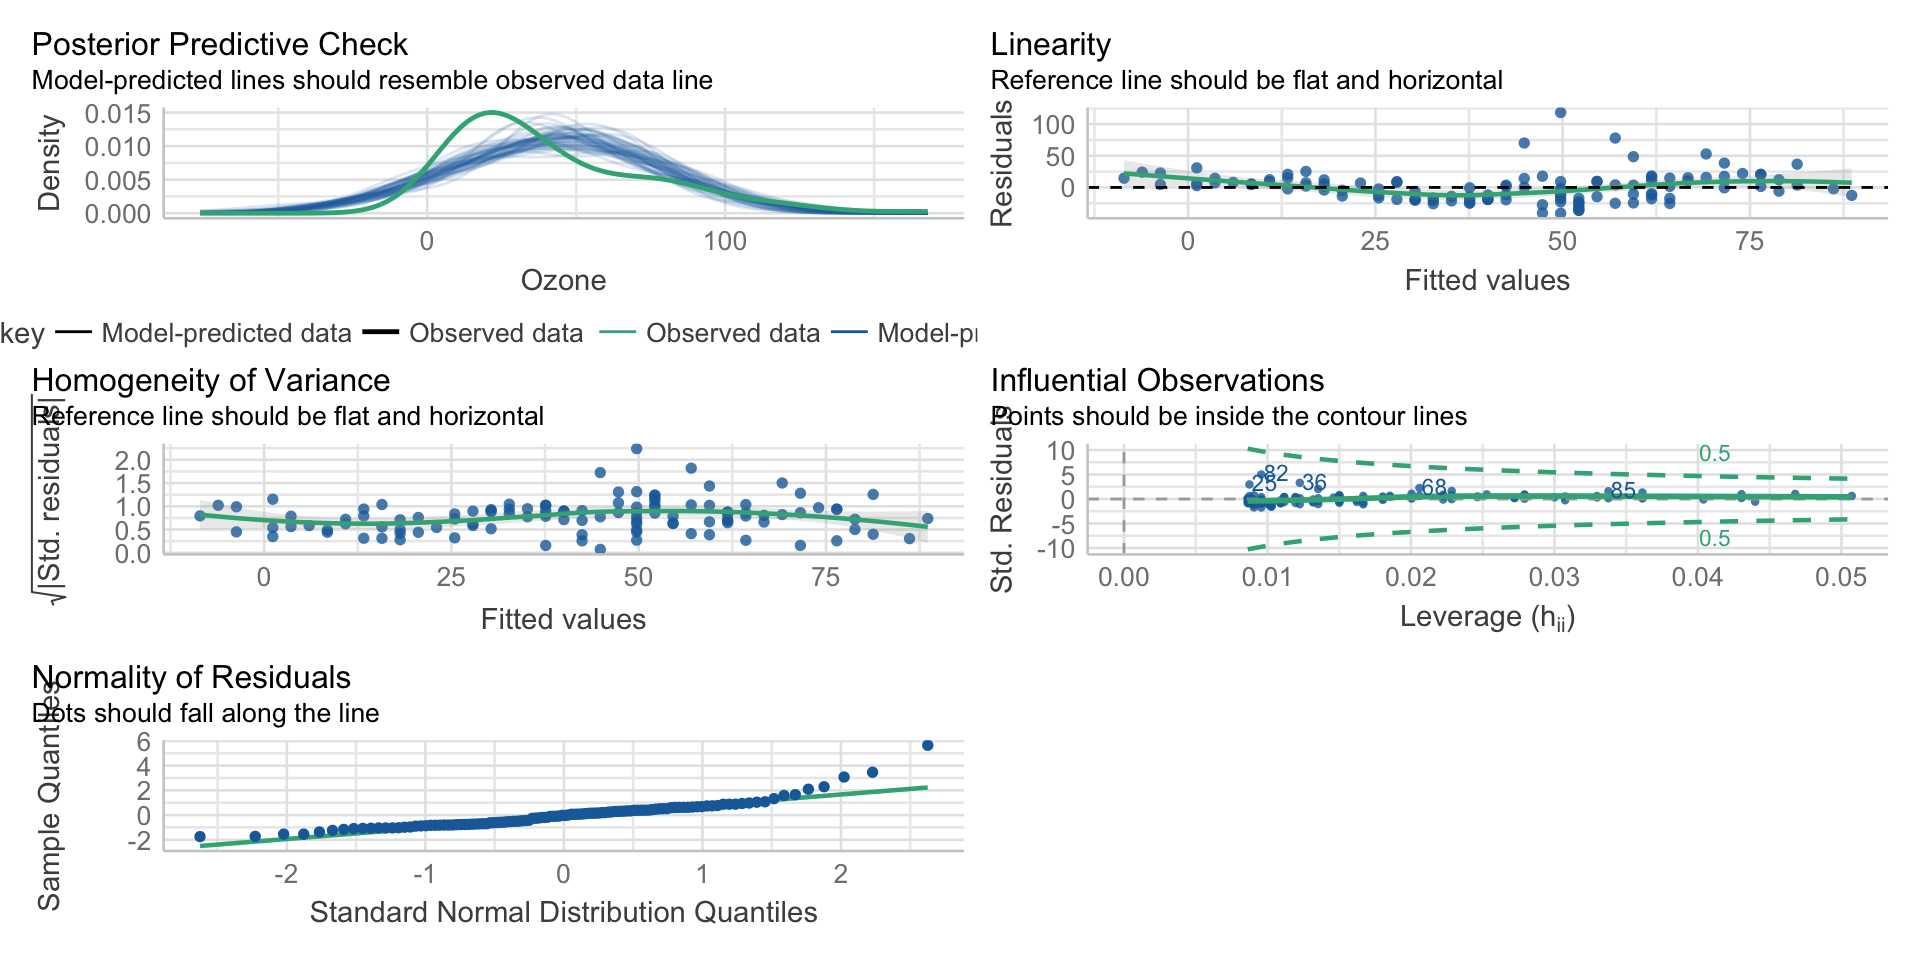 Posterior Predictive Check
Model-predicted lines should resemble observed data line
Density
0.015
0.010
0.005
0.000
0
100
Ozone
key
Model-predicted data
Observed data
Observed data
Model-pr
Linearity
Reference line should be flat and horizontal
Residuals
100
50
0
0
25
50
75
Fitted values
Homogeneity of Variance
Reference line should be flat and horizontal
√|Std. residuals|
2.0
1.5
1.0
0.5
0.0
0
25
50
75
Fitted values
Influential Observations
Points should be inside the contour lines
Std. Residuals
10
5
0
-5
-10
0.5
82
25
36
68
85
0.5
0.00
0.01
0.02
0.03
0.04
0.05
Leverage (hii)
Normality of Residuals
Dots should fall along the line
Sample Quantiles
6
4
2
0
-2
-2
-1
0
1
2
Standard Normal Distribution Quantiles